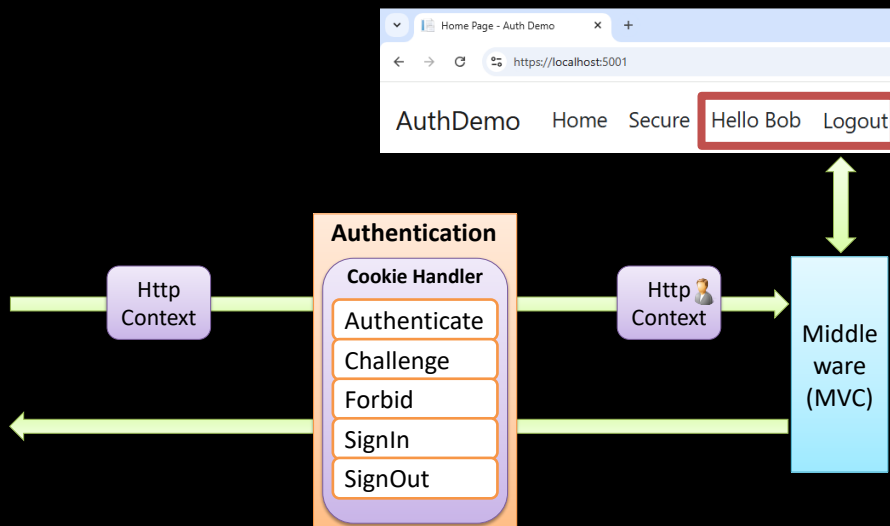 Home Page - Auth Demo
https://localhost:5001
AuthDemo Home Secure Hello Bob Logout
Authentication
Cookie Handler
Http
Context
Authenticate
Challenge
Forbid
SignIn
SignOut
Http
Context
Middle
ware
(MVC)